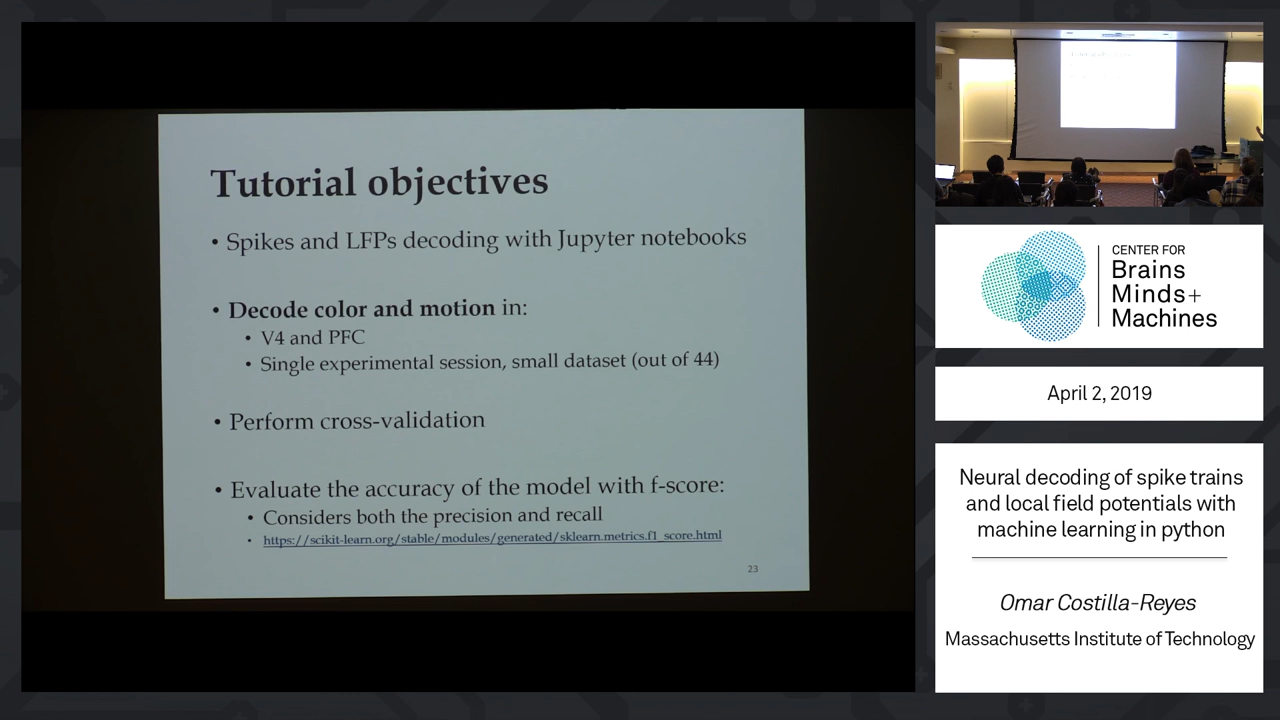 Tutorial objectives
• Spikes and LFPs decoding with Jupyter notebooks
• Decode color and motion in:
• V4 and PFC
• Single experimental session, small dataset (out of 44)
• Perform cross-validation
• Evaluate the accuracy of the model with f-score:
• Considers both the precision and recall
• https://scikit-learn.org/stable/modules/generated/sklearn.metrics.f1_score.html
23
CENTER FOR
Brains
Minds+
Machines
April 2, 2019
Neural decoding of spike trains
and local field potentials with
machine learning in python
Omar Costilla-Reyes
Massachusetts Institute of Technology